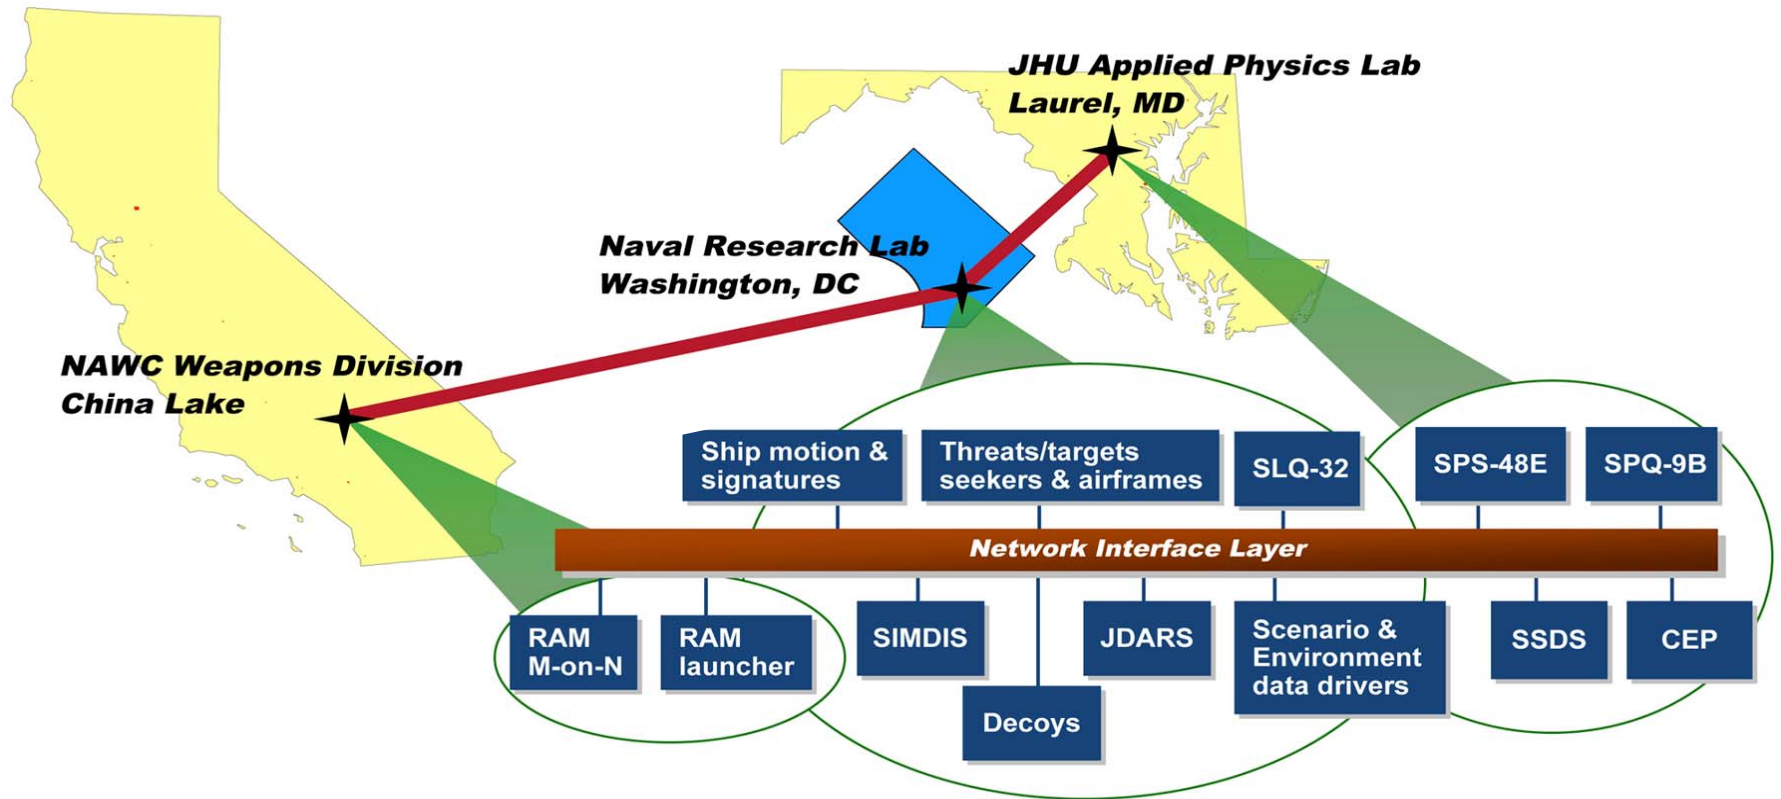 JHU Applied Physics Lab
Laurel, MD
Naval Research Lab
Washington, DC
NAWC Weapons Division
China Lake
Ship motion &
signatures
Threats/targets
seekers & airframes
SLQ-32
SPS-48E
SPQ-9B
Network Interface Layer
RAM
M-on-N
RAM
launcher
SIMDIS
Decoys
JDARS
Scenario &
Environment
data drivers
SSDS
CEP